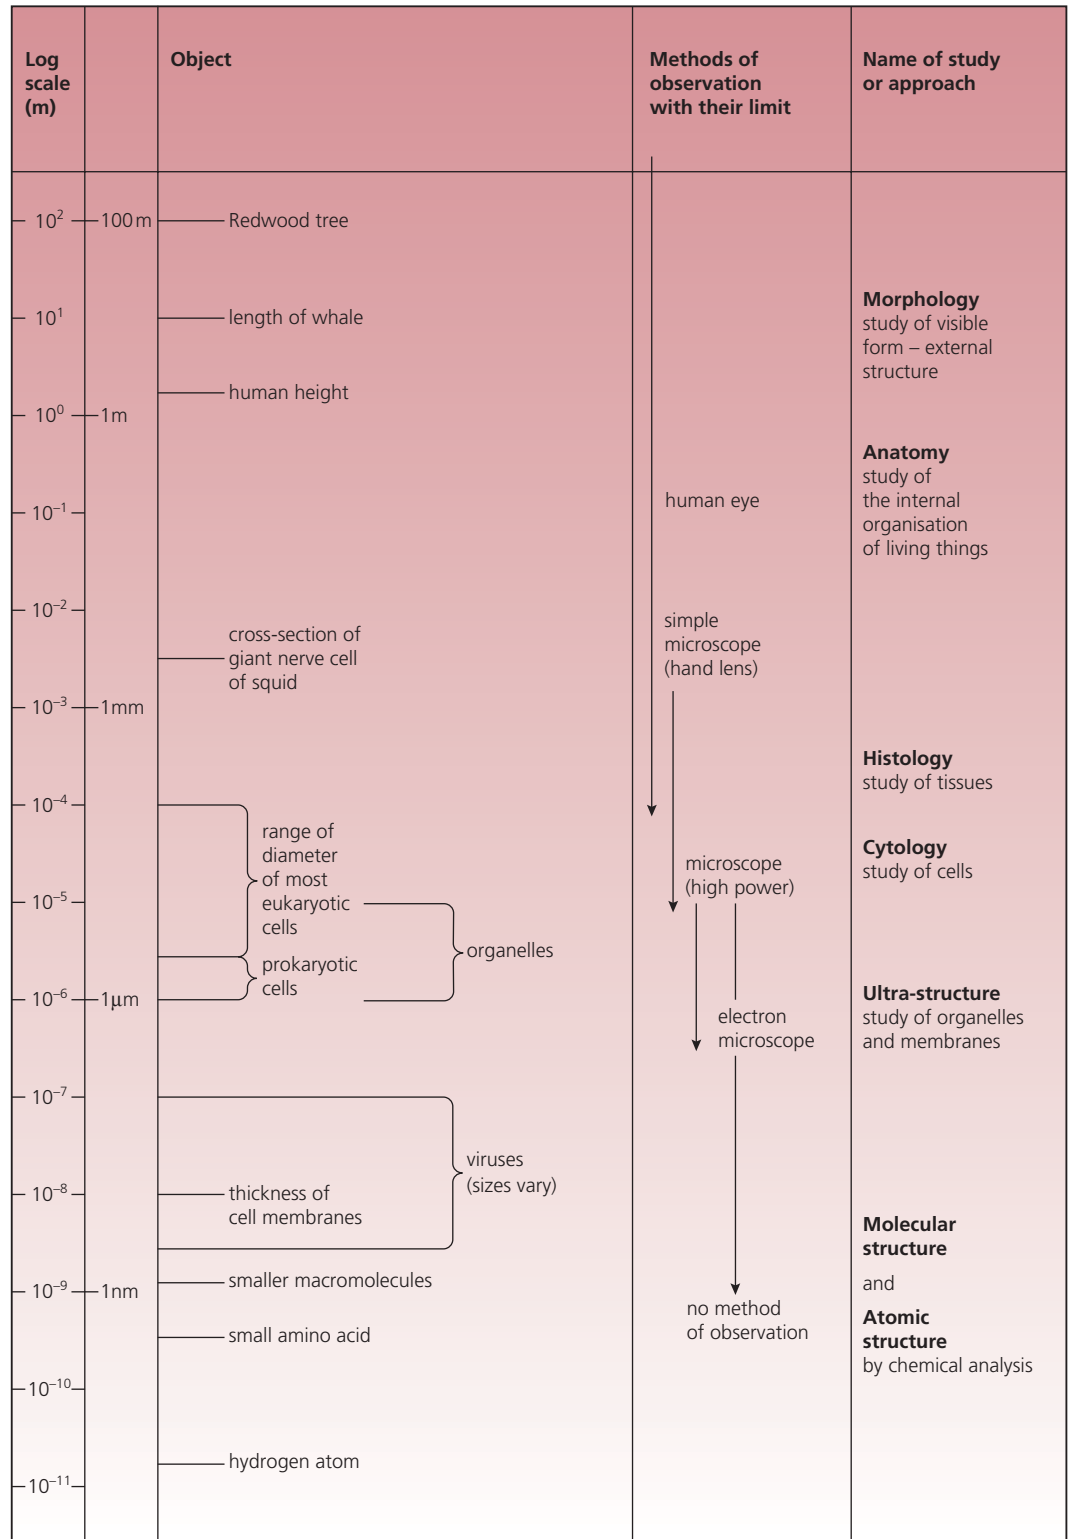 Log
scale
(m)
Object
Methods of
observation
with their limit
Name of study
or approach
10² 100 m Redwood tree
10¹ length of whale
human height
10⁰ 1m
10⁻¹
10⁻²
cross-section of
giant nerve cell
of squid
10⁻³ 1mm
10⁻⁴
range of
diameter
of most
eukaryotic
cells
10⁻⁵
organelles
prokaryotic
cells
10⁻⁶ 1µm
10⁻⁷
viruses
(sizes vary)
10⁻⁸ thickness of
cell membranes
smaller macromolecules
10⁻⁹ 1nm
small amino acid
10⁻¹⁰
hydrogen atom
10⁻¹¹
human eye
simple
microscope
(hand lens)
microscope
(high power)
electron
microscope
no method
of observation
Morphology
study of visible
form – external
structure
Anatomy
study of
the internal
organisation
of living things
Histology
study of tissues
Cytology
study of cells
Ultra-structure
study of organelles
and membranes
Molecular
structure
and
Atomic
structure
by chemical analysis